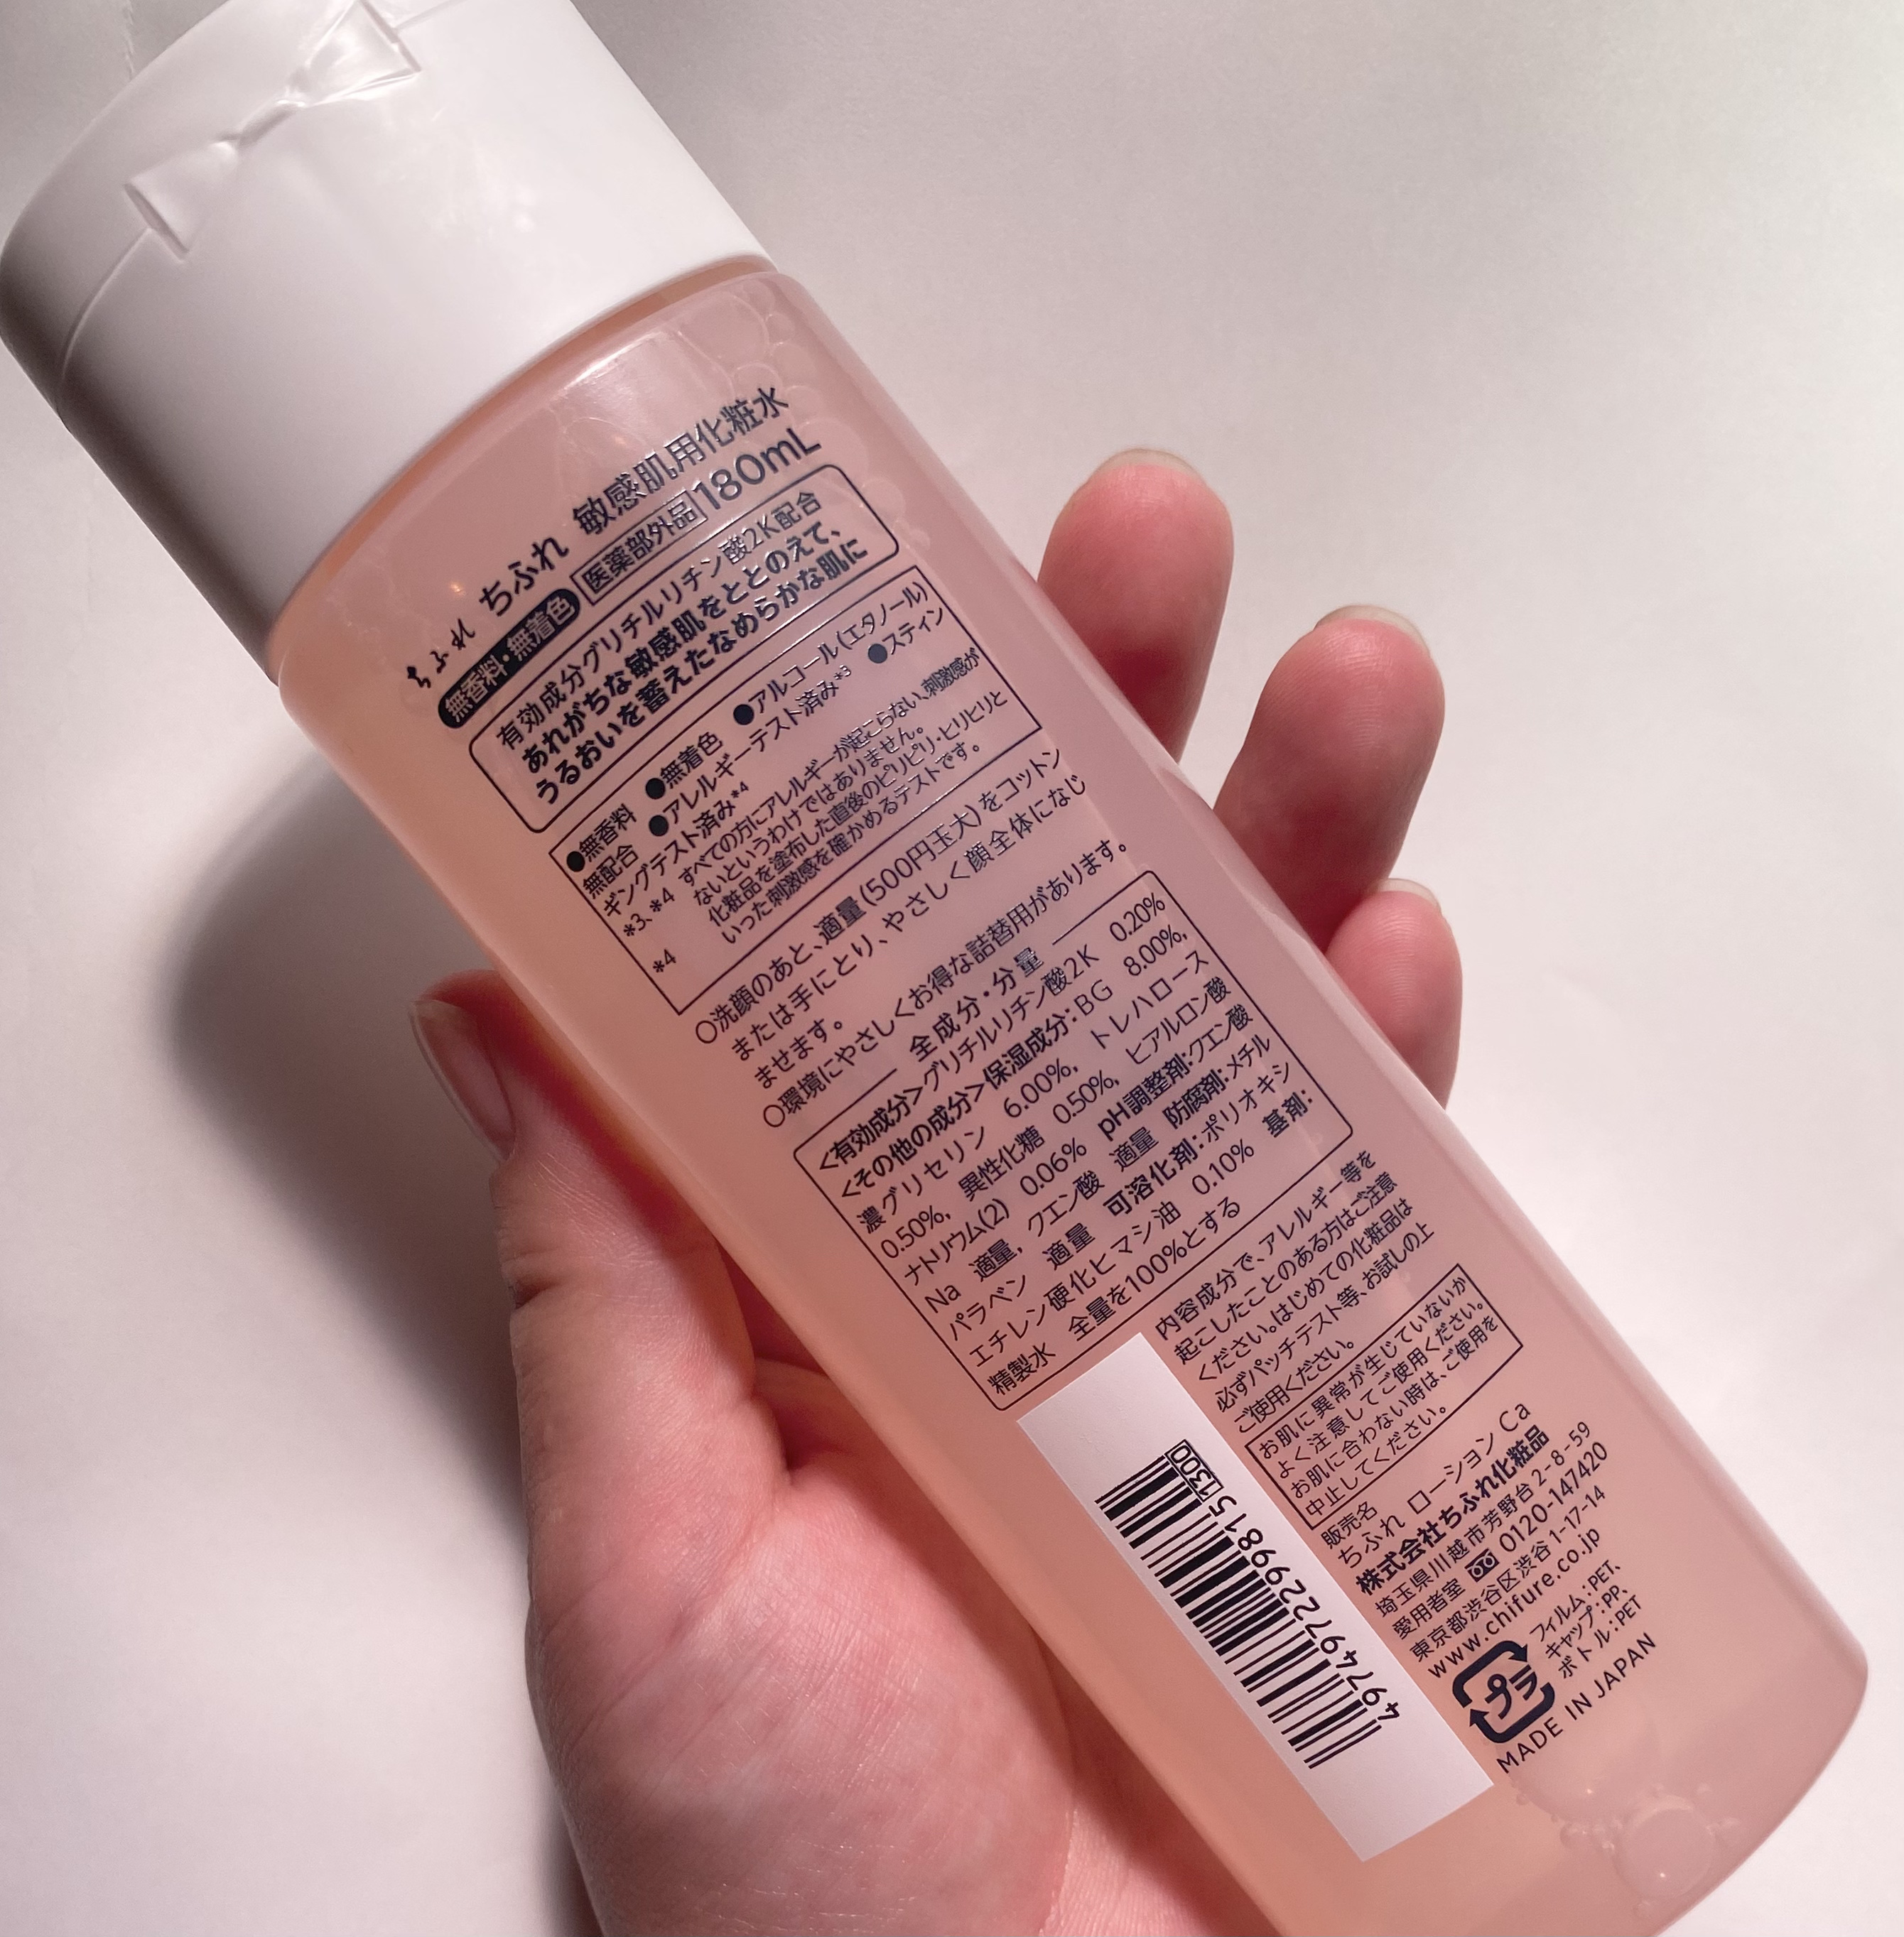 ちふれ ちふれ 敏感肌用化粧水
無香料・無着色 医薬部外品 180mL
有効成分グリチルリチン酸2K配合
あれがちな敏感肌をととのえて、
うるおいを蓄えたなめらかな肌に
●無香料 ●無着色 ●アルコール(エタノール)
無配合 ●アレルギーテスト済み*3 ●スティン
ギングテスト済み*4
*3、*4 すべての方にアレルギーが起こらない、刺激感が
ないというわけではありません。
*4 化粧品を塗布した直後のピリピリ・ヒリヒリと
いった刺激感を確かめるテストです。
○洗顔のあと、適量(500円玉大)をコットン
または手にとり、やさしく顔全体になじ
ませます。
○環境にやさしくお得な詰替用があります。
全成分・分量
<有効成分>グリチルリチン酸2K 0.20%
<その他の成分>保湿成分:BG 8.00%,
濃グリセリン 6.00%, トレハロース
0.50%, 異性化糖 0.50%, ヒアルロン酸
ナトリウム(2) 0.06% pH調整剤:クエン酸
Na 適量, クエン酸 適量 防腐剤:メチル
パラベン 適量 可溶化剤:ポリオキシ
エチレン硬化ヒマシ油 0.10% 基剤:
精製水 全量を100%とする
内容成分で、アレルギー等を
起こしたことのある方はご注意
ください。はじめての化粧品は
必ずパッチテスト等、お試しの上
ご使用ください。
お肌に異常が生じていないか
よく注意してご使用ください。
お肌に合わない時は、ご使用を
中止してください。
販売名
ちふれ ローション Ca
株式会社ちふれ化粧品
埼玉県川越市芳野台2-8-59
愛用者室 0120-147420
東京都渋谷区渋谷1-17-14
www.chifure.co.jp
プラ
フィルム:PET、
キャップ:PP、
ボトル:PET
MADE IN JAPAN
1300
4974972299815